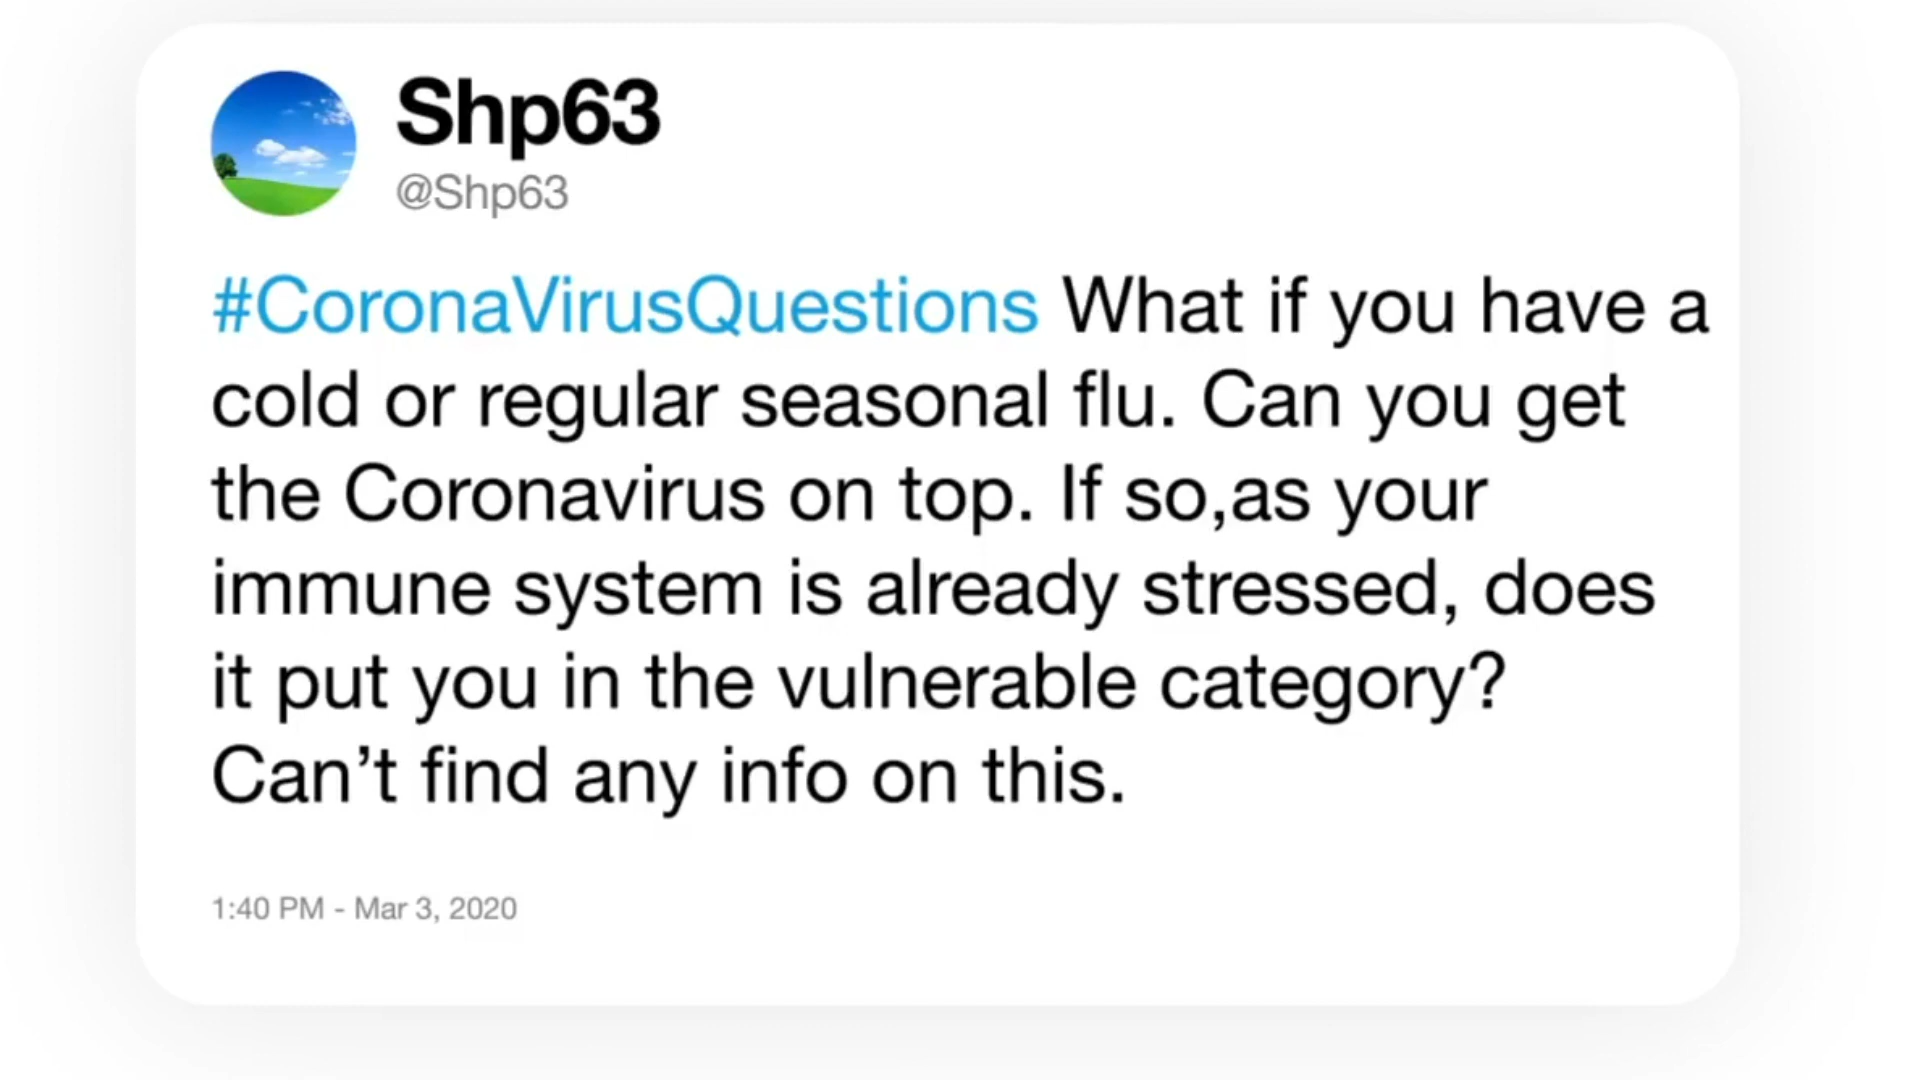 Shp63
@Shp63
#CoronaVirusQuestions What if you have a
cold or regular seasonal flu. Can you get
the Coronavirus on top. If so,as your
immune system is already stressed, does
it put you in the vulnerable category?
Can’t find any info on this.
1:40 PM - Mar 3, 2020